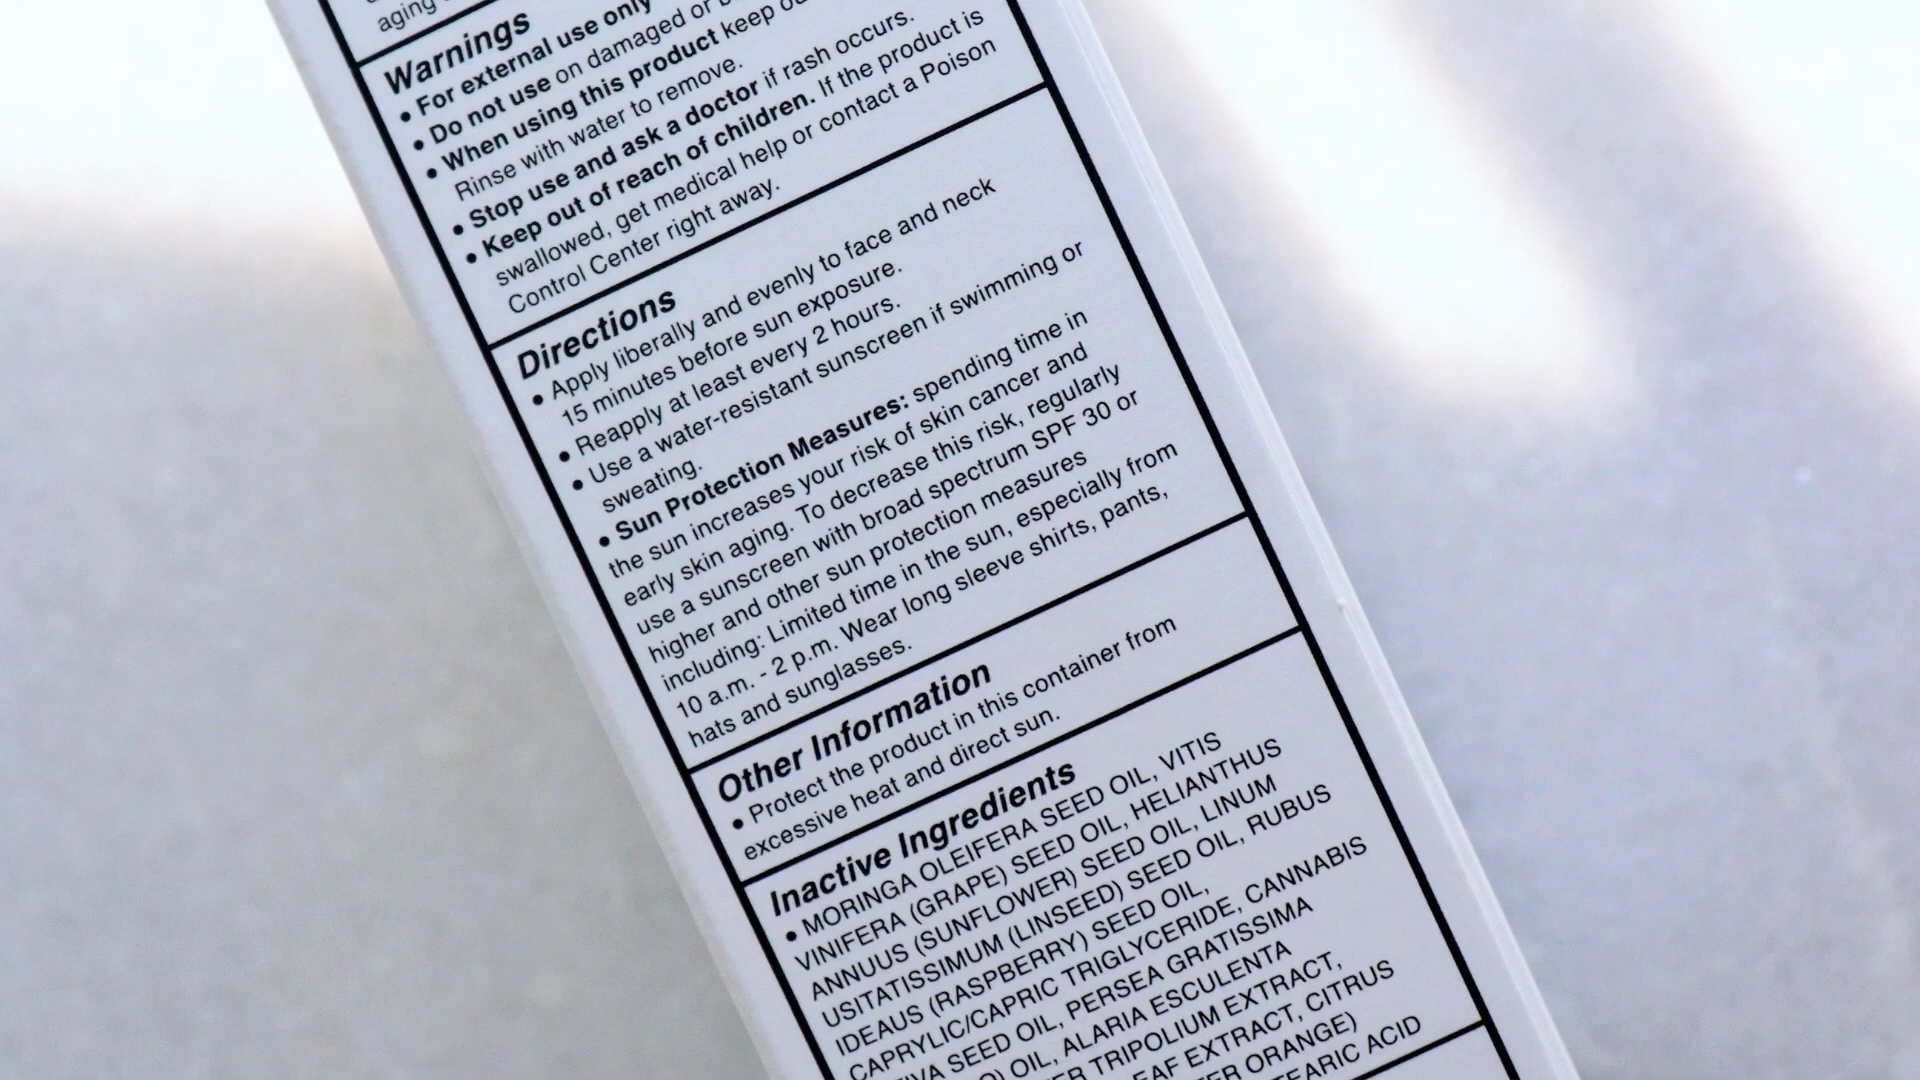 aging
Warnings
• For external use only
• Do not use on damaged or
• When using this product keep
Rinse with water to remove.
• Stop use and ask a doctor if rash occurs.
• Keep out of reach of children. If the product is
swallowed, get medical help or contact a Poison
Control Center right away.
Directions
• Apply liberally and evenly to face and neck
15 minutes before sun exposure.
• Reapply at least every 2 hours.
• Use a water-resistant sunscreen if swimming or
sweating.
• Sun Protection Measures: spending time in
the sun increases your risk of skin cancer and
early skin aging. To decrease this risk, regularly
use a sunscreen with broad spectrum SPF 30 or
higher and other sun protection measures
including: Limited time in the sun, especially from
10 a.m. - 2 p.m. Wear long sleeve shirts, pants,
hats and sunglasses.
Other Information
• Protect the product in this container from
excessive heat and direct sun.
Inactive Ingredients
• MORINGA OLEIFERA SEED OIL, VITIS
VINIFERA (GRAPE) SEED OIL, HELIANTHUS
ANNUUS (SUNFLOWER) SEED OIL, LINUM
USITATISSIMUM (LINSEED) SEED OIL, RUBUS
IDEAUS (RASPBERRY) SEED OIL,
CAPRYLIC/CAPRIC TRIGLYCERIDE, CANNABIS
SEED OIL, PERSEA GRATISSIMA
OIL, ALARIA ESCULENTA
TRIPOLIUM EXTRACT,
EXTRACT, CITRUS
ORANGE)
ACID